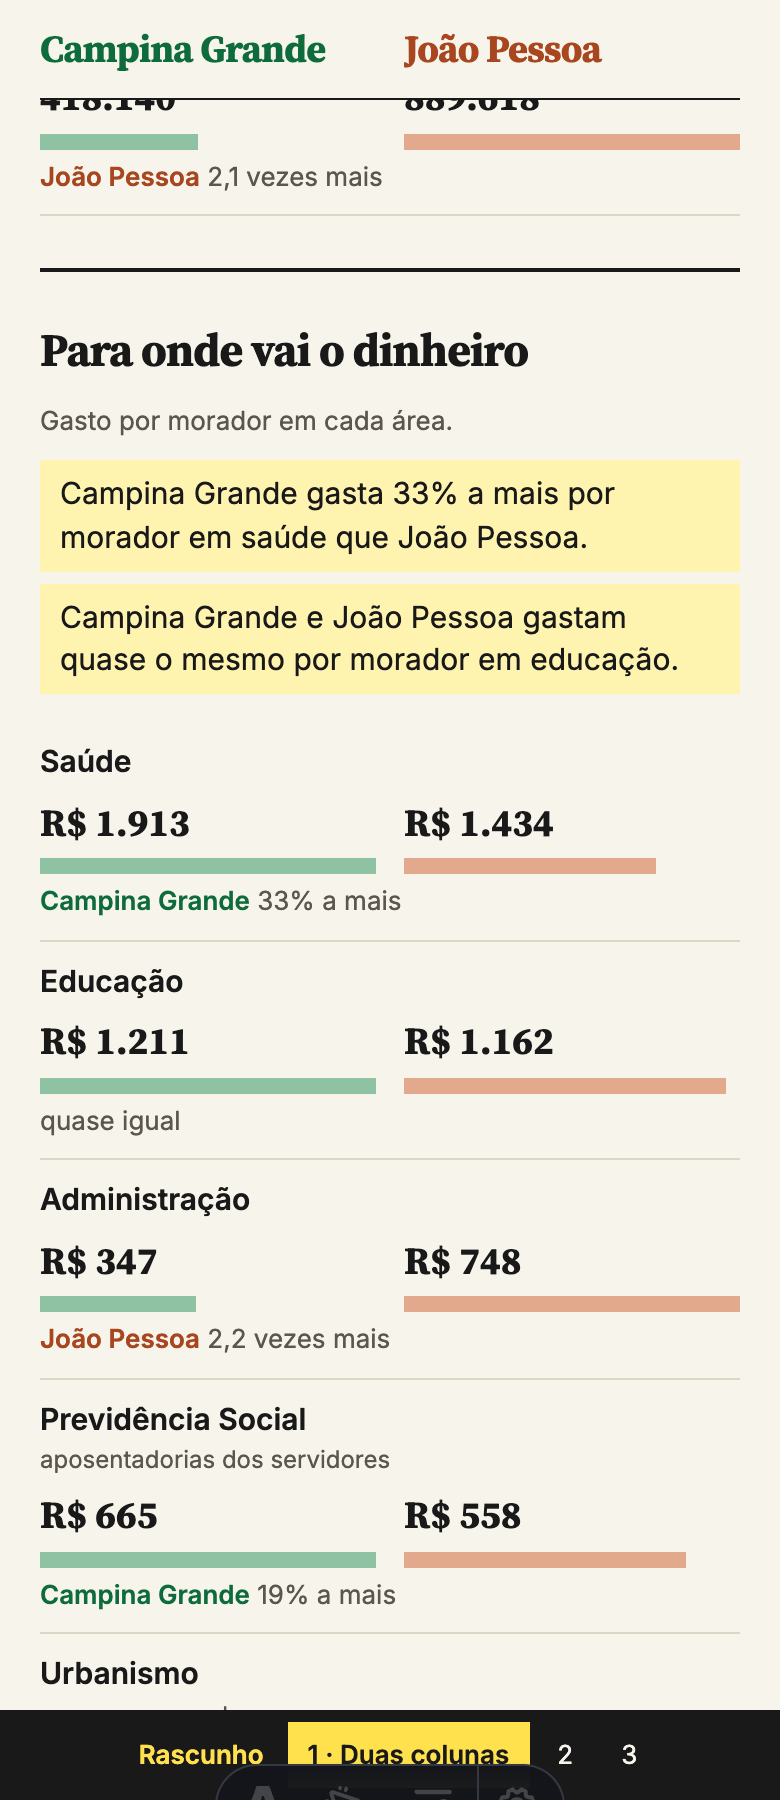 Campina Grande
João Pessoa
418.140
889.618
João Pessoa 2,1 vezes mais
Para onde vai o dinheiro
Gasto por morador em cada área.
Campina Grande gasta 33% a mais por
morador em saúde que João Pessoa.
Campina Grande e João Pessoa gastam
quase o mesmo por morador em educação.
Saúde
R$ 1.913
R$ 1.434
Campina Grande 33% a mais
Educação
R$ 1.211
R$ 1.162
quase igual
Administração
R$ 347
R$ 748
João Pessoa 2,2 vezes mais
Previdência Social
aposentadorias dos servidores
R$ 665
R$ 558
Campina Grande 19% a mais
Urbanismo
Rascunho
1 · Duas colunas
2
3